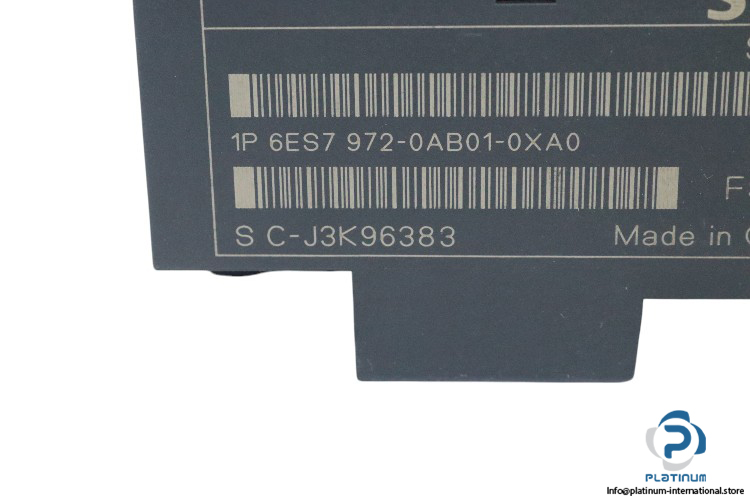 1P 6ES7 972-0AB01-0XA0
S C-J3K96383
Made in
PLATINUM
Info@platinum-international.store